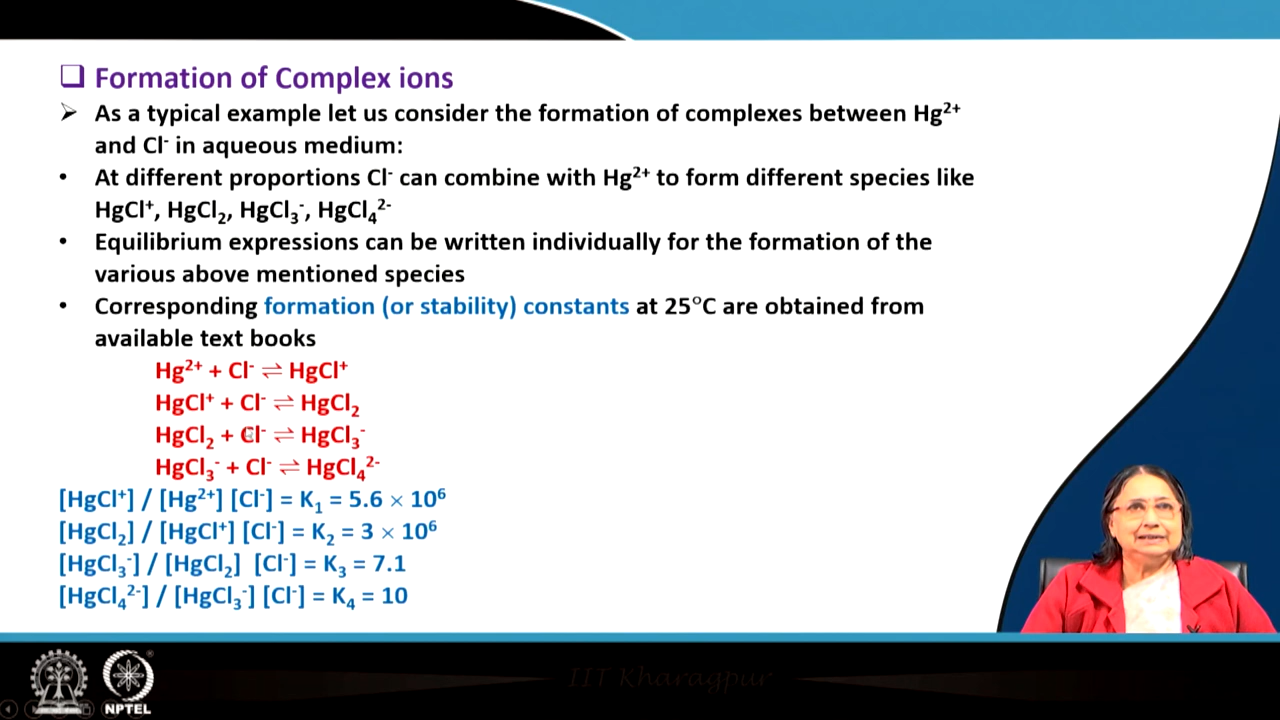 ❑ Formation of Complex ions
➢ As a typical example let us consider the formation of complexes between Hg²⁺
and Cl⁻ in aqueous medium:
• At different proportions Cl⁻ can combine with Hg²⁺ to form different species like
HgCl⁺, HgCl₂, HgCl₃⁻, HgCl₄²⁻
• Equilibrium expressions can be written individually for the formation of the
various above mentioned species
• Corresponding formation (or stability) constants at 25°C are obtained from
available text books
Hg²⁺ + Cl⁻ ⇌ HgCl⁺
HgCl⁺ + Cl⁻ ⇌ HgCl₂
HgCl₂ + Cl⁻ ⇌ HgCl₃⁻
HgCl₃⁻ + Cl⁻ ⇌ HgCl₄²⁻
[HgCl⁺] / [Hg²⁺] [Cl⁻] = K₁ = 5.6 × 10⁶
[HgCl₂] / [HgCl⁺] [Cl⁻] = K₂ = 3 × 10⁶
[HgCl₃⁻] / [HgCl₂] [Cl⁻] = K₃ = 7.1
[HgCl₄²⁻] / [HgCl₃⁻] [Cl⁻] = K₄ = 10
IIT Kharagpur
NPTEL